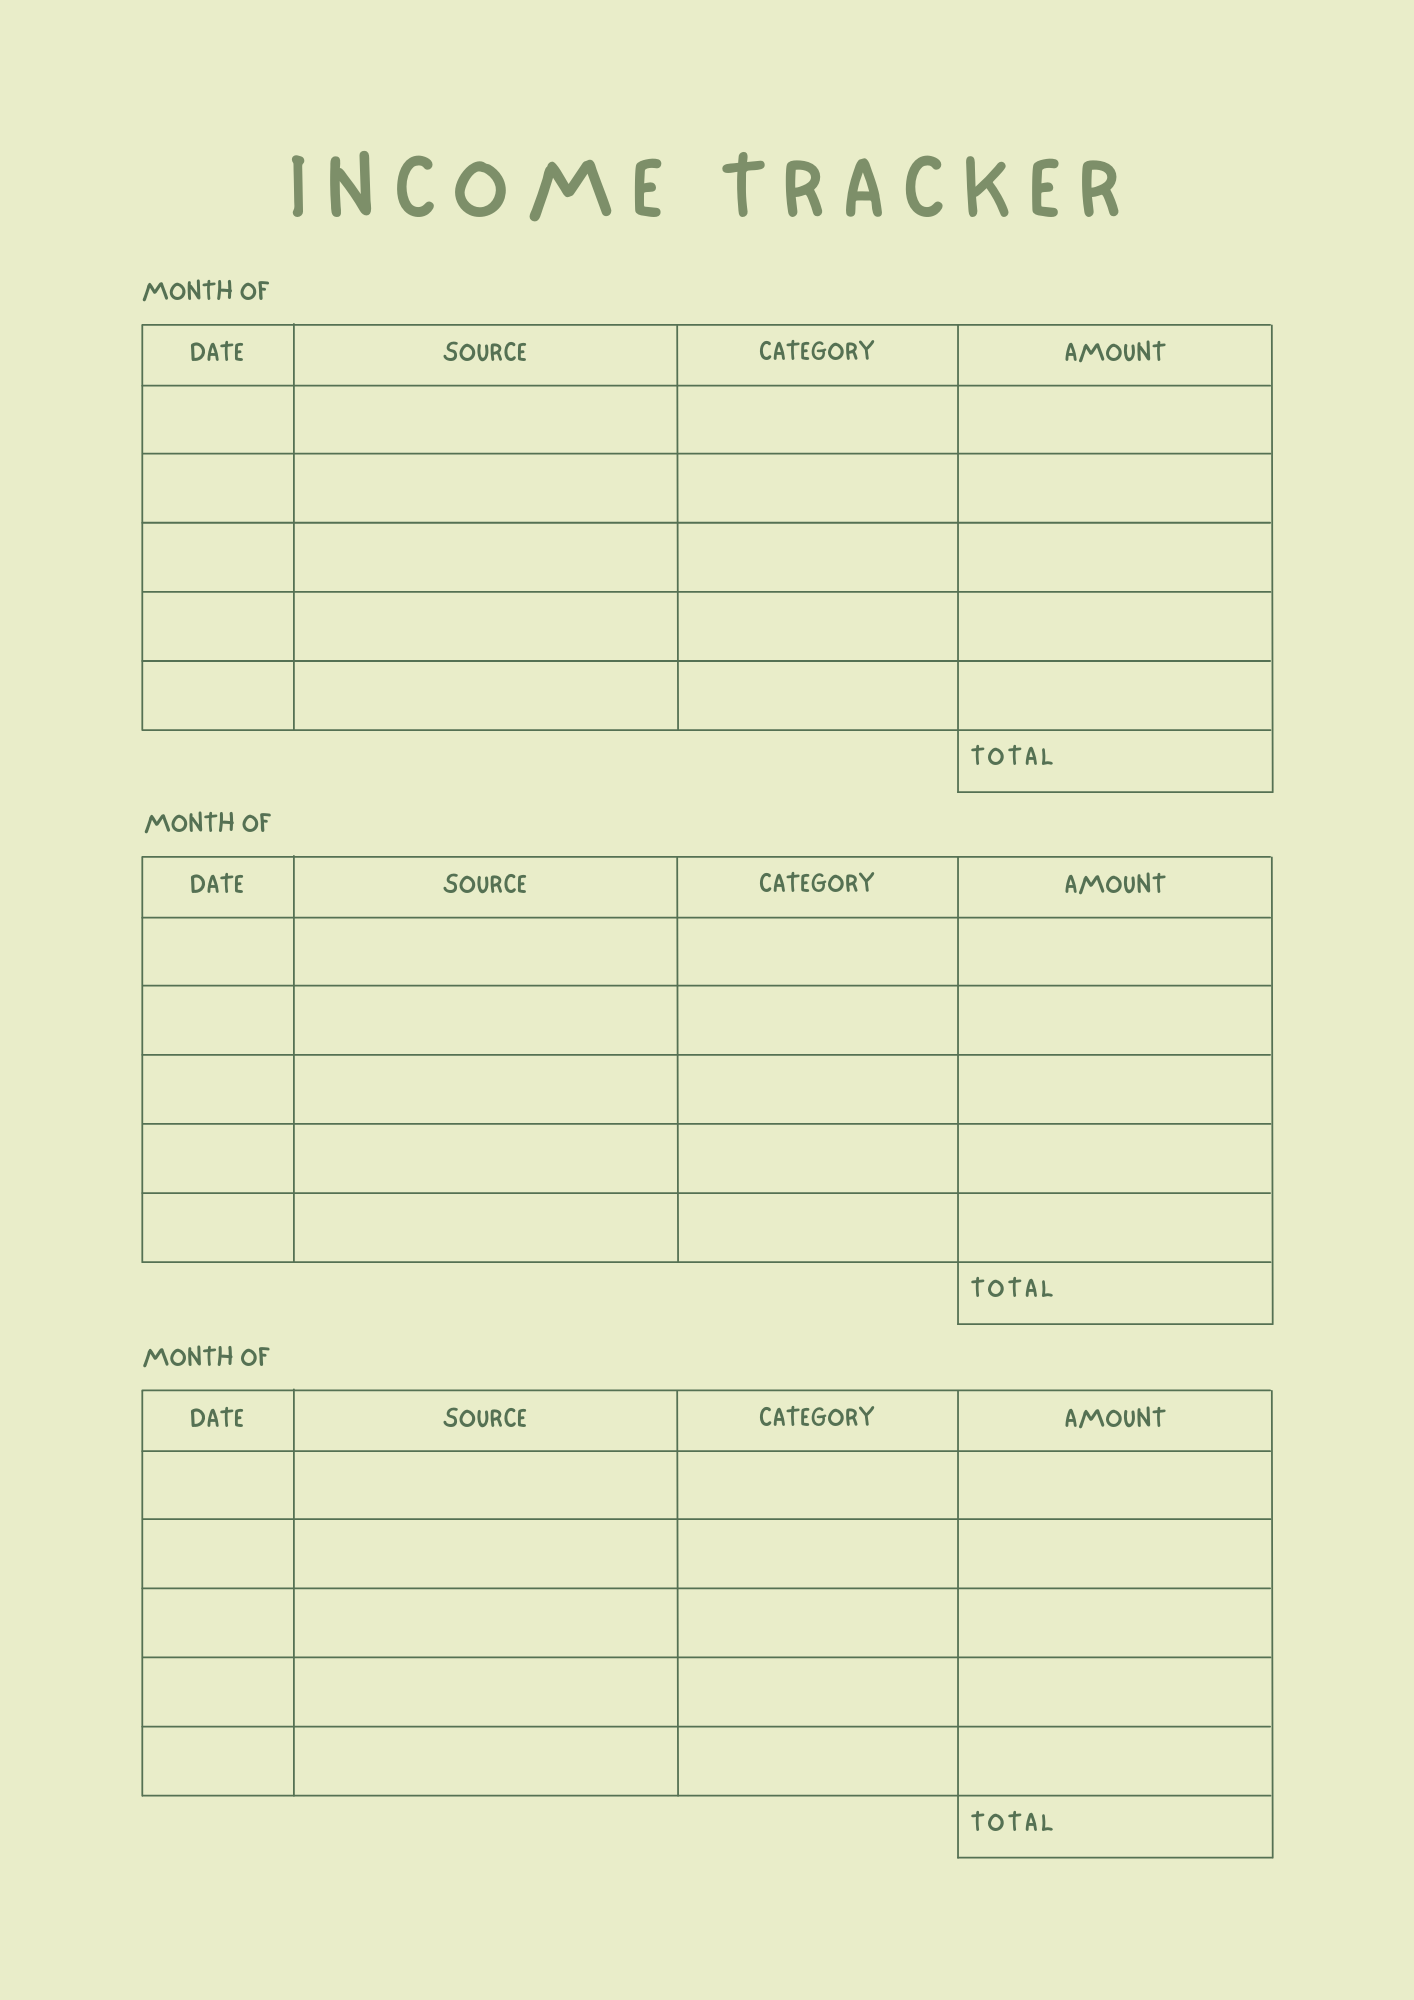 INCOME TRACKER
MONTH OF
DATE SOURCE CATEGORY AMOUNT
TOTAL
MONTH OF
DATE SOURCE CATEGORY AMOUNT
TOTAL
MONTH OF
DATE SOURCE CATEGORY AMOUNT
TOTAL